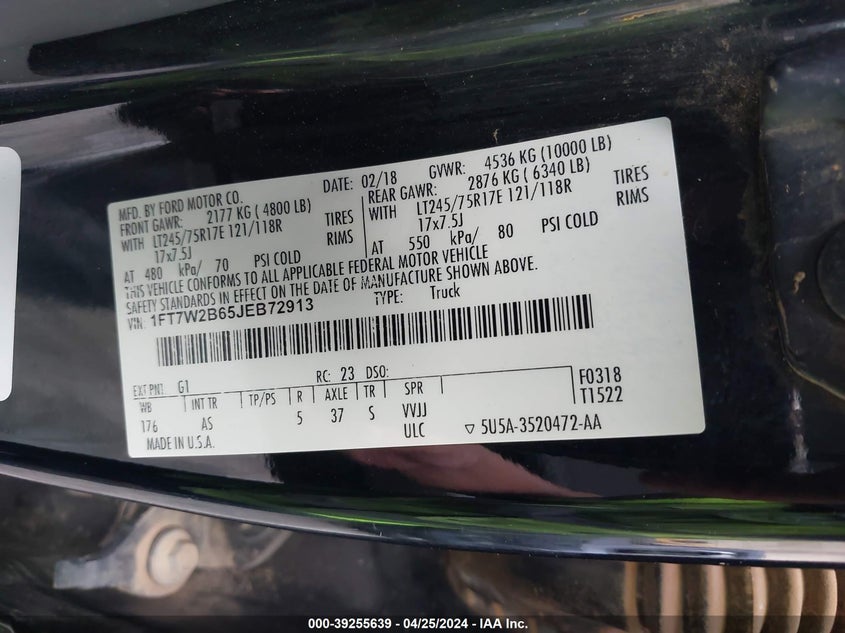 MFD. BY FORD MOTOR CO.
DATE: 02/18 GVWR: 4536 KG (10000 LB)
FRONT GAWR: 2177 KG ( 4800 LB) REAR GAWR: 2876 KG ( 6340 LB)
WITH LT245/75R17E 121/118R TIRES WITH LT245/75R17E 121/118R TIRES
17x7.5J RIMS 17x7.5J RIMS
AT 480 kPa/ 70 PSI COLD AT 550 kPa/ 80 PSI COLD
THIS VEHICLE CONFORMS TO ALL APPLICABLE FEDERAL MOTOR VEHICLE
SAFETY STANDARDS IN EFFECT ON THE DATE OF MANUFACTURE SHOWN ABOVE.
VIN: 1FT7W2B65JEB72913 TYPE: Truck
EXT PNT: G1 RC: 23 DSO:
WB INT TR TP/PS R AXLE TR SPR F0318
176 AS 5 37 S VVJJ T1522
ULC
MADE IN U.S.A. ▽ 5U5A-3520472-AA
000-39255639 - 04/25/2024 - IAA Inc.